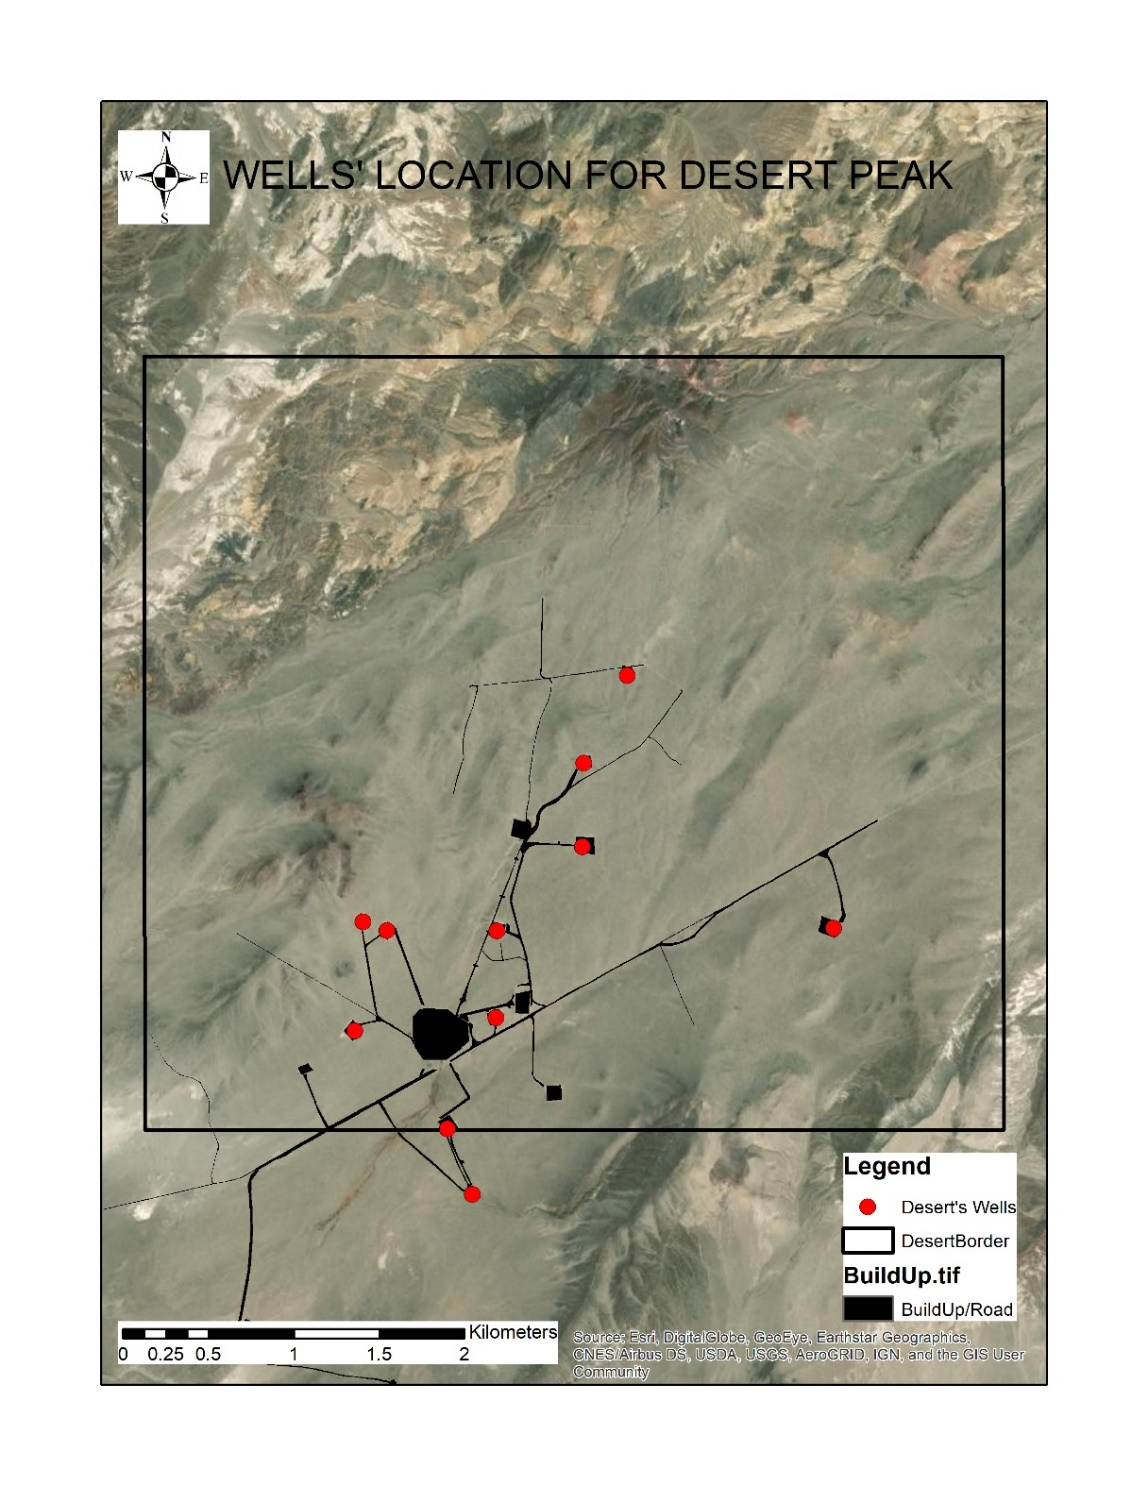 N
W E
S
WELLS' LOCATION FOR DESERT PEAK
Legend
Desert's Wells
DesertBorder
BuildUp.tif
BuildUp/Road
Kilometers
0 0.25 0.5 1 1.5 2
Source: Esri, DigitalGlobe, GeoEye, Earthstar Geographics,
CNES/Airbus DS, USDA, USGS, AeroGRID, IGN, and the GIS User
Community